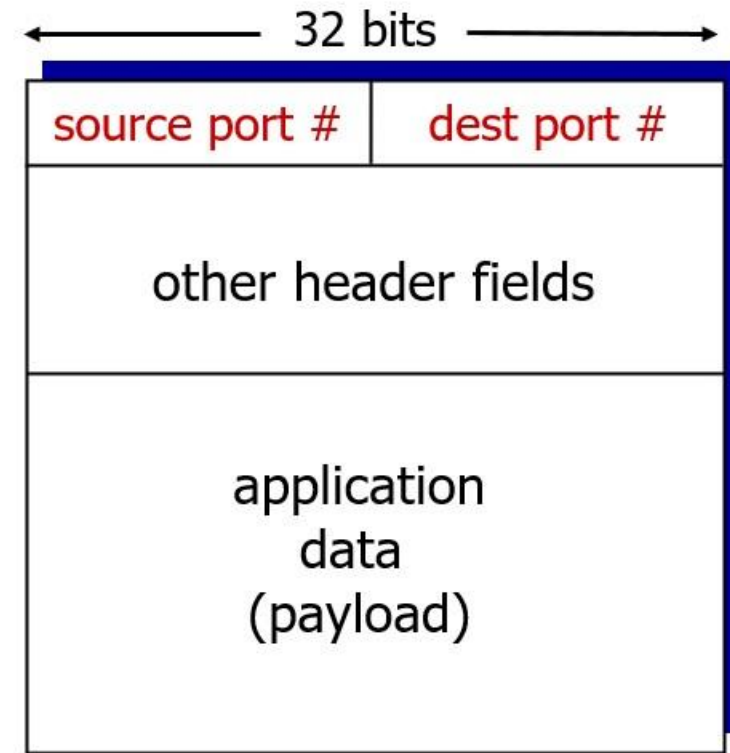 32 bits
source port # dest port #
other header fields
application
data
(payload)